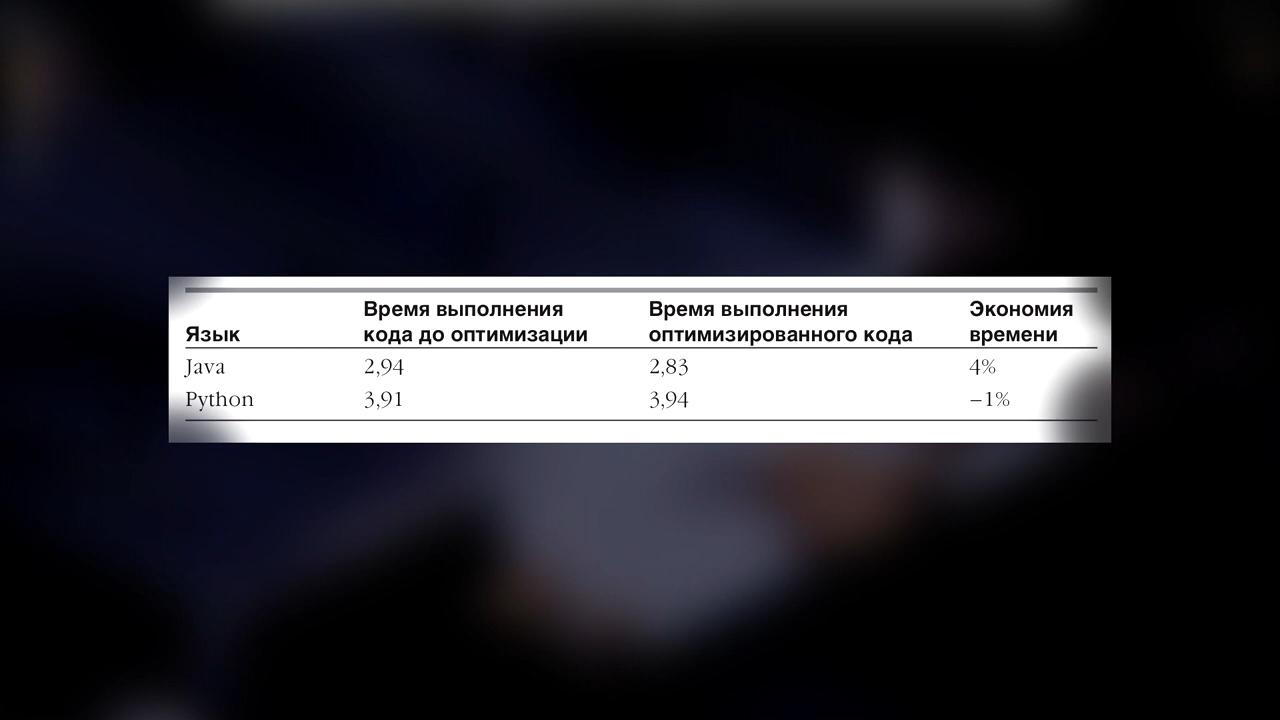 Язык Время выполнения кода до оптимизации Время выполнения оптимизированного кода Экономия времени
Java 2,94 2,83 4%
Python 3,91 3,94 –1%